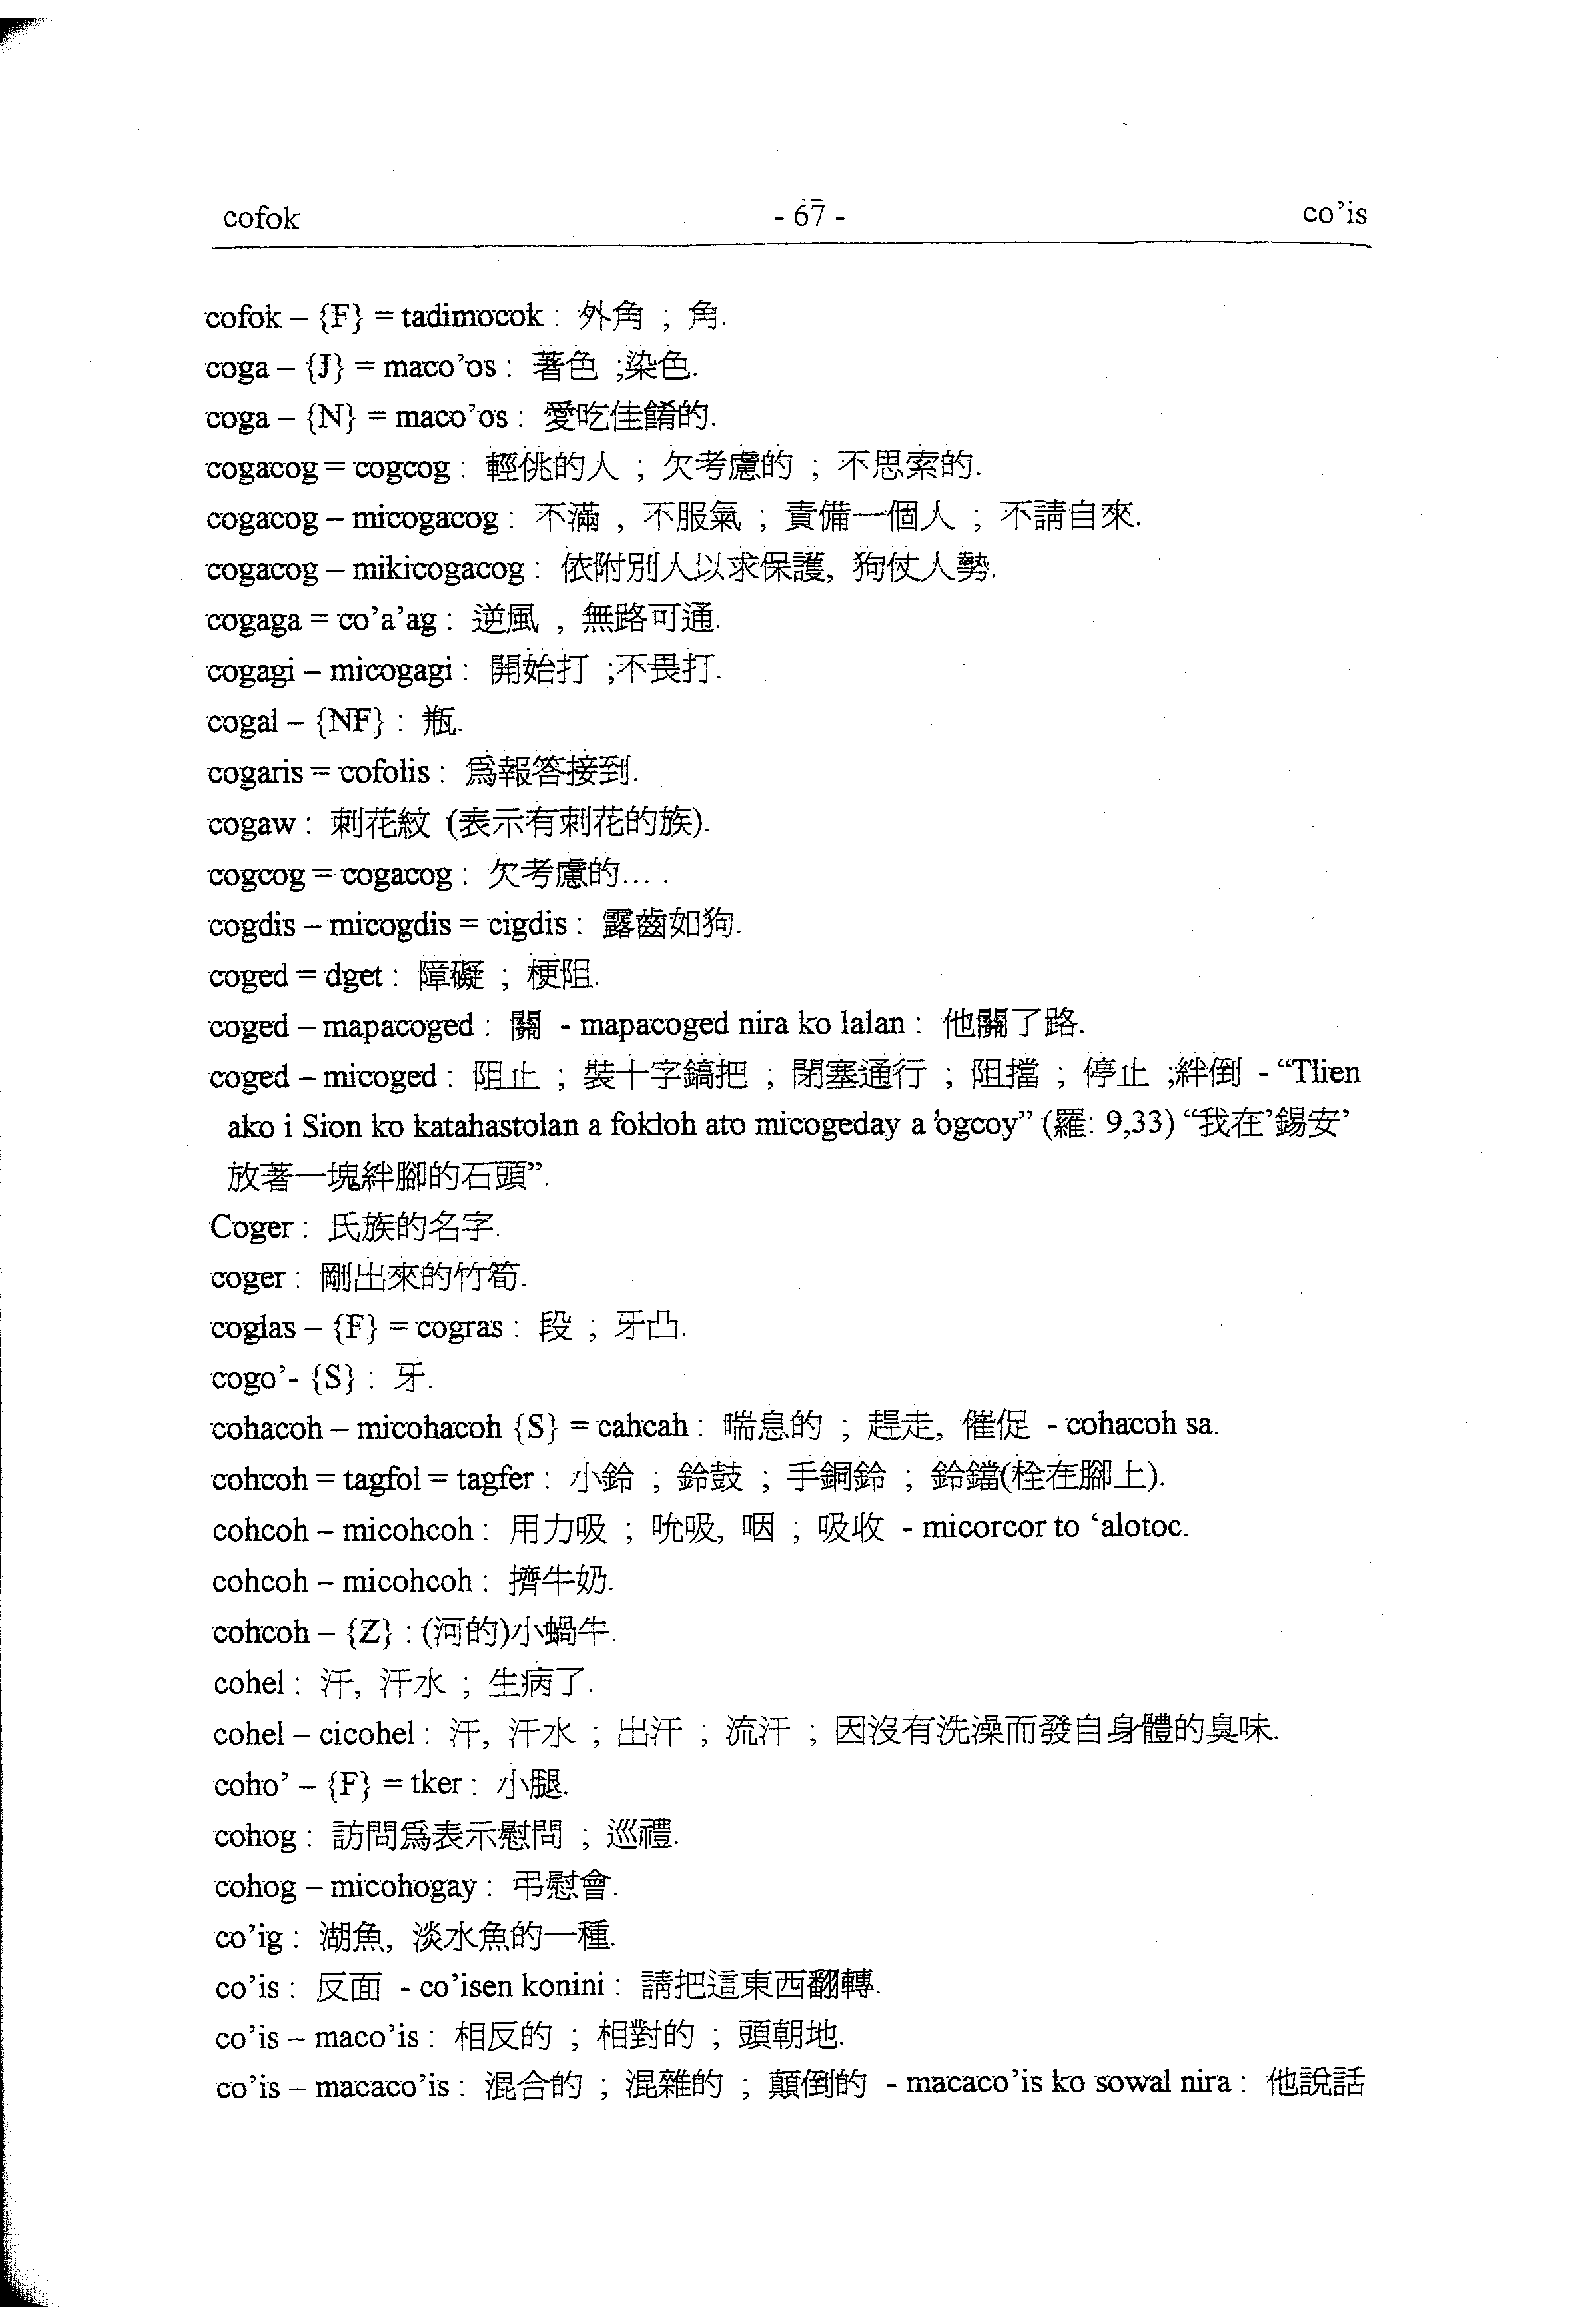 cofok
- 67 -
co’is
cofok – {F} = tadimocok : 外角 ; 角.
coga – {J} = maco’os : 著色 ;染色.
coga – {N} = maco’os : 愛吃佳餚的.
cogacog = cogcog : 輕佻的人 ; 欠考慮的 ; 不思索的.
cogacog – micogacog : 不滿 , 不服氣 ; 責備一個人 ; 不請自來.
cogacog – mikicogacog : 依附別人以求保護, 狗仗人勢.
cogaga = co’a’ag : 逆風 , 無路可通.
cogagi – micogagi : 開始打 ;不畏打.
cogal – {NF} : 瓶.
cogaris = cofolis : 爲報答接到.
cogaw : 刺花紋 (表示有刺花的族).
cogcog = cogacog : 欠考慮的... .
cogdis – micogdis = cigdis : 露齒如狗.
coged = dget : 障礙 ; 梗阻.
coged – mapacoged : 關 - mapacoged nira ko lalan : 他關了路.
coged – micoged : 阻止 ; 裝十字鎬把 ; 閉塞通行 ; 阻擋 ; 停止 ;絆倒 - “Tlien
ako i Sion ko katahastolan a fokloh ato micogeday a ’ogcoy” (羅: 9,33) “我在’錫安’
放著一塊絆腳的石頭”.
Coger : 氏族的名字.
coger : 剛出來的竹筍.
coglas – {F} = cogras : 段 ; 牙凸.
cogo’- {S} : 牙.
cohacoh – micohacoh {S} = cahcah : 喘息的 ; 趕走, 催促 - cohacoh sa.
cohcoh = tagfol = tagfer : 小鈴 ; 鈴鼓 ; 手銅鈴 ; 鈴鐺(栓在腳上).
cohcoh – micohcoh : 用力吸 ; 吮吸, 咽 ; 吸收 - micorcor to ‘alotoc.
cohcoh – micohcoh : 擠牛奶.
cohcoh – {Z} : (河的)小蝸牛.
cohel : 汗, 汗水 ; 生病了.
cohel – cicohel : 汗, 汗水 ; 出汗 ; 流汗 ; 因沒有洗澡而發自身體的臭味.
coho’ – {F} = tker : 小腿.
cohog : 訪問爲表示慰問 ; 巡禮.
cohog – micohogay : 弔慰會.
co’ig : 湖魚, 淡水魚的一種.
co’is : 反面 - co’isen konini : 請把這東西翻轉.
co’is – maco’is : 相反的 ; 相對的 ; 頭朝地.
co’is – macaco’is : 混合的 ; 混雜的 ; 顛倒的 - macaco’is ko sowal nira : 他說話